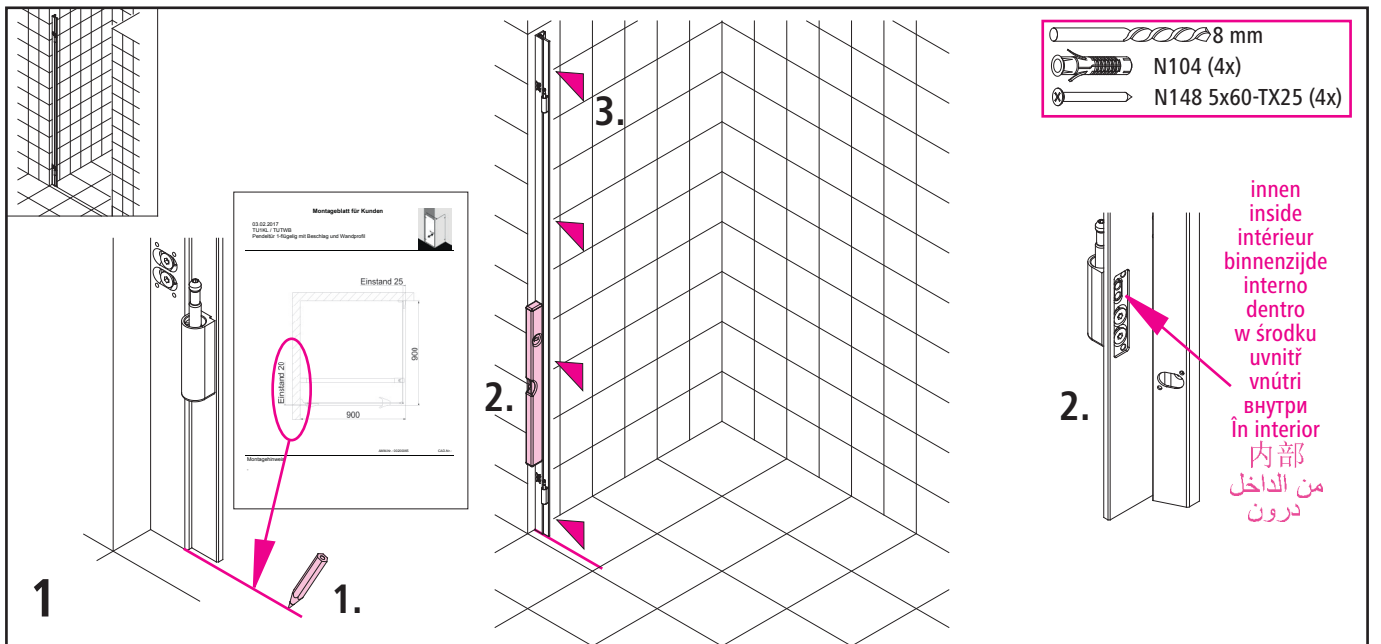 Montageblatt für Kunden
03.02.2017
TU1KL / TUTWB
Pendeltür 1-flügelig mit Beschlag und Wandprofil
Einstand 25
Einstand 20
900
900
Montagehinweis
1
1.
2.
3.
8 mm
N104 (4x)
N148 5x60-TX25 (4x)
2.
innen
inside
intérieur
binnenzijde
interno
dentro
w środku
uvnitř
vnútri
внутри
În interior
内部
من الداخل
درون